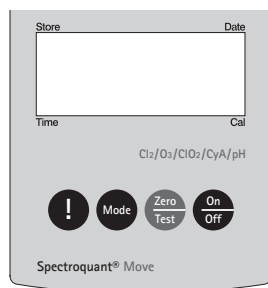 Store Date
Time Cal
Cl2/O3/ClO2/CyA/pH
! Mode Zero On
Test Off
Spectroquant® Move